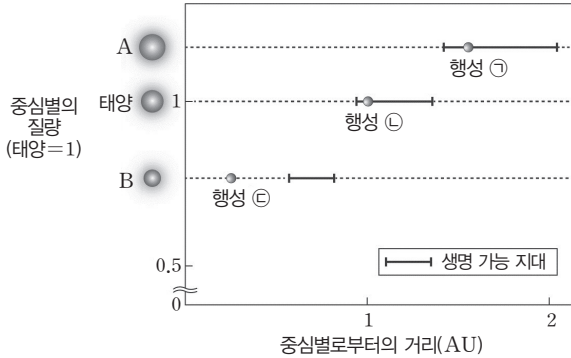 A
행성 ㉠
중심별의
질량
(태양=1)
태양
1
행성 ㉡
B
행성 ㉢
0.5
생명 가능 지대
0
1
2
중심별로부터의 거리(AU)